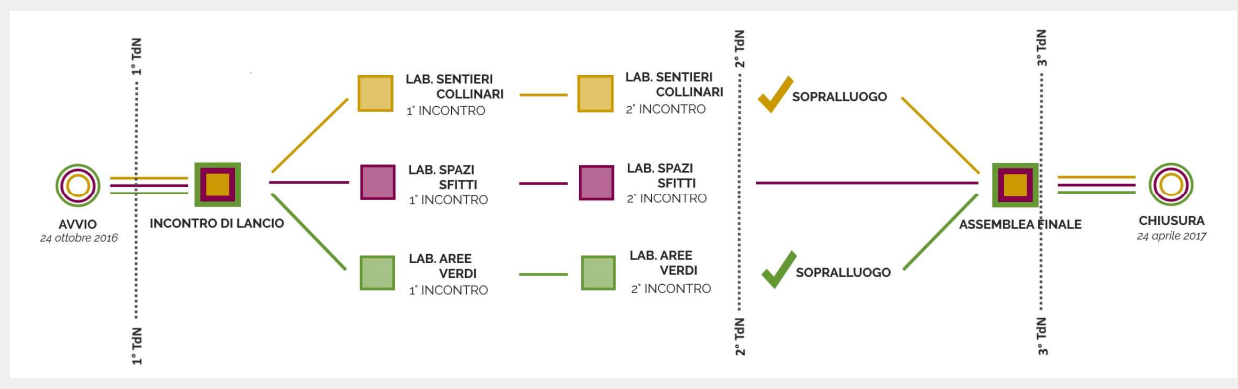 1° TdN
2° TdN
3° TdN
LAB. SENTIERI
COLLINARI
1° INCONTRO
LAB. SENTIERI
COLLINARI
2° INCONTRO
SOPRALLUOGO
AVVIO
24 ottobre 2016
INCONTRO DI LANCIO
LAB. SPAZI
SFITTI
1° INCONTRO
LAB. SPAZI
SFITTI
2° INCONTRO
ASSEMBLEA FINALE
CHIUSURA
24 aprile 2017
LAB. AREE
VERDI
1° INCONTRO
LAB. AREE
VERDI
2° INCONTRO
SOPRALLUOGO
1° TdN
2° TdN
3° TdN